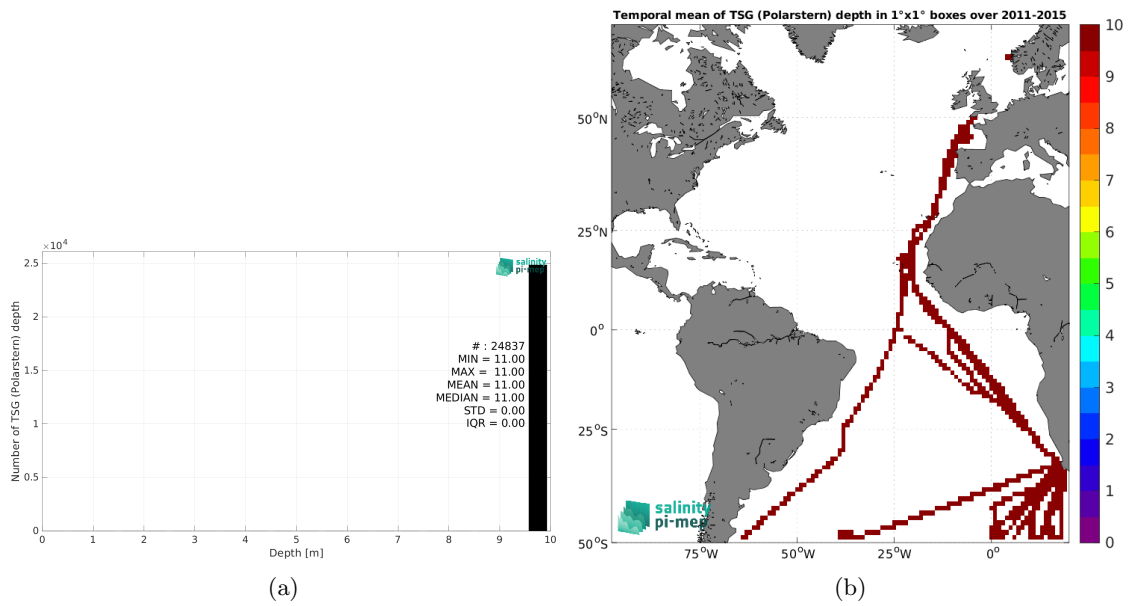 Temporal mean of TSG (Polarstern) depth in 1°x1° boxes over 2011-2015
×10⁴
2.5
2
1.5
1
0.5
0
Number of TSG (Polarstern) depth
salinity
pi-mep
# : 24837
MIN = 11.00
MAX = 11.00
MEAN = 11.00
MEDIAN = 11.00
STD = 0.00
IQR = 0.00
0 1 2 3 4 5 6 7 8 9 10
Depth [m]
(a)
50°N
25°N
0°
25°S
50°S
75°W 50°W 25°W 0°
salinity
pi-mep
10
9
8
7
6
5
4
3
2
1
0
(b)